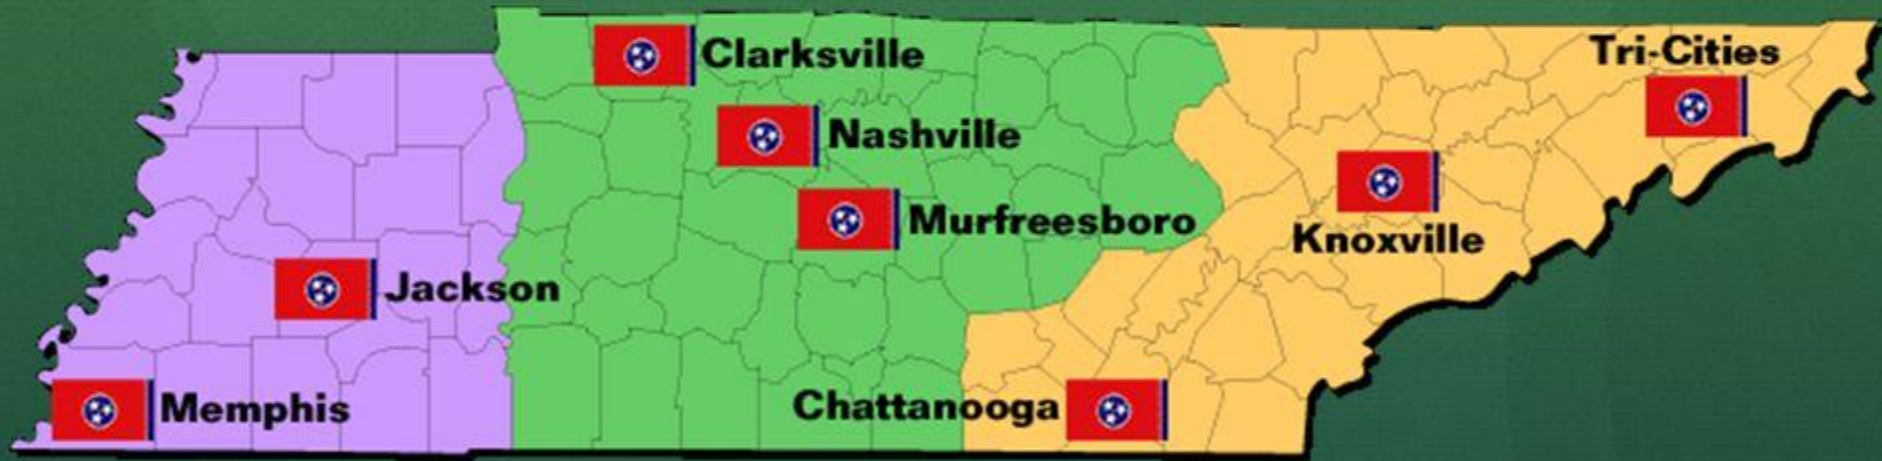 Clarksville
Tri-Cities
Nashville
Murfreesboro
Knoxville
Jackson
Memphis
Chattanooga